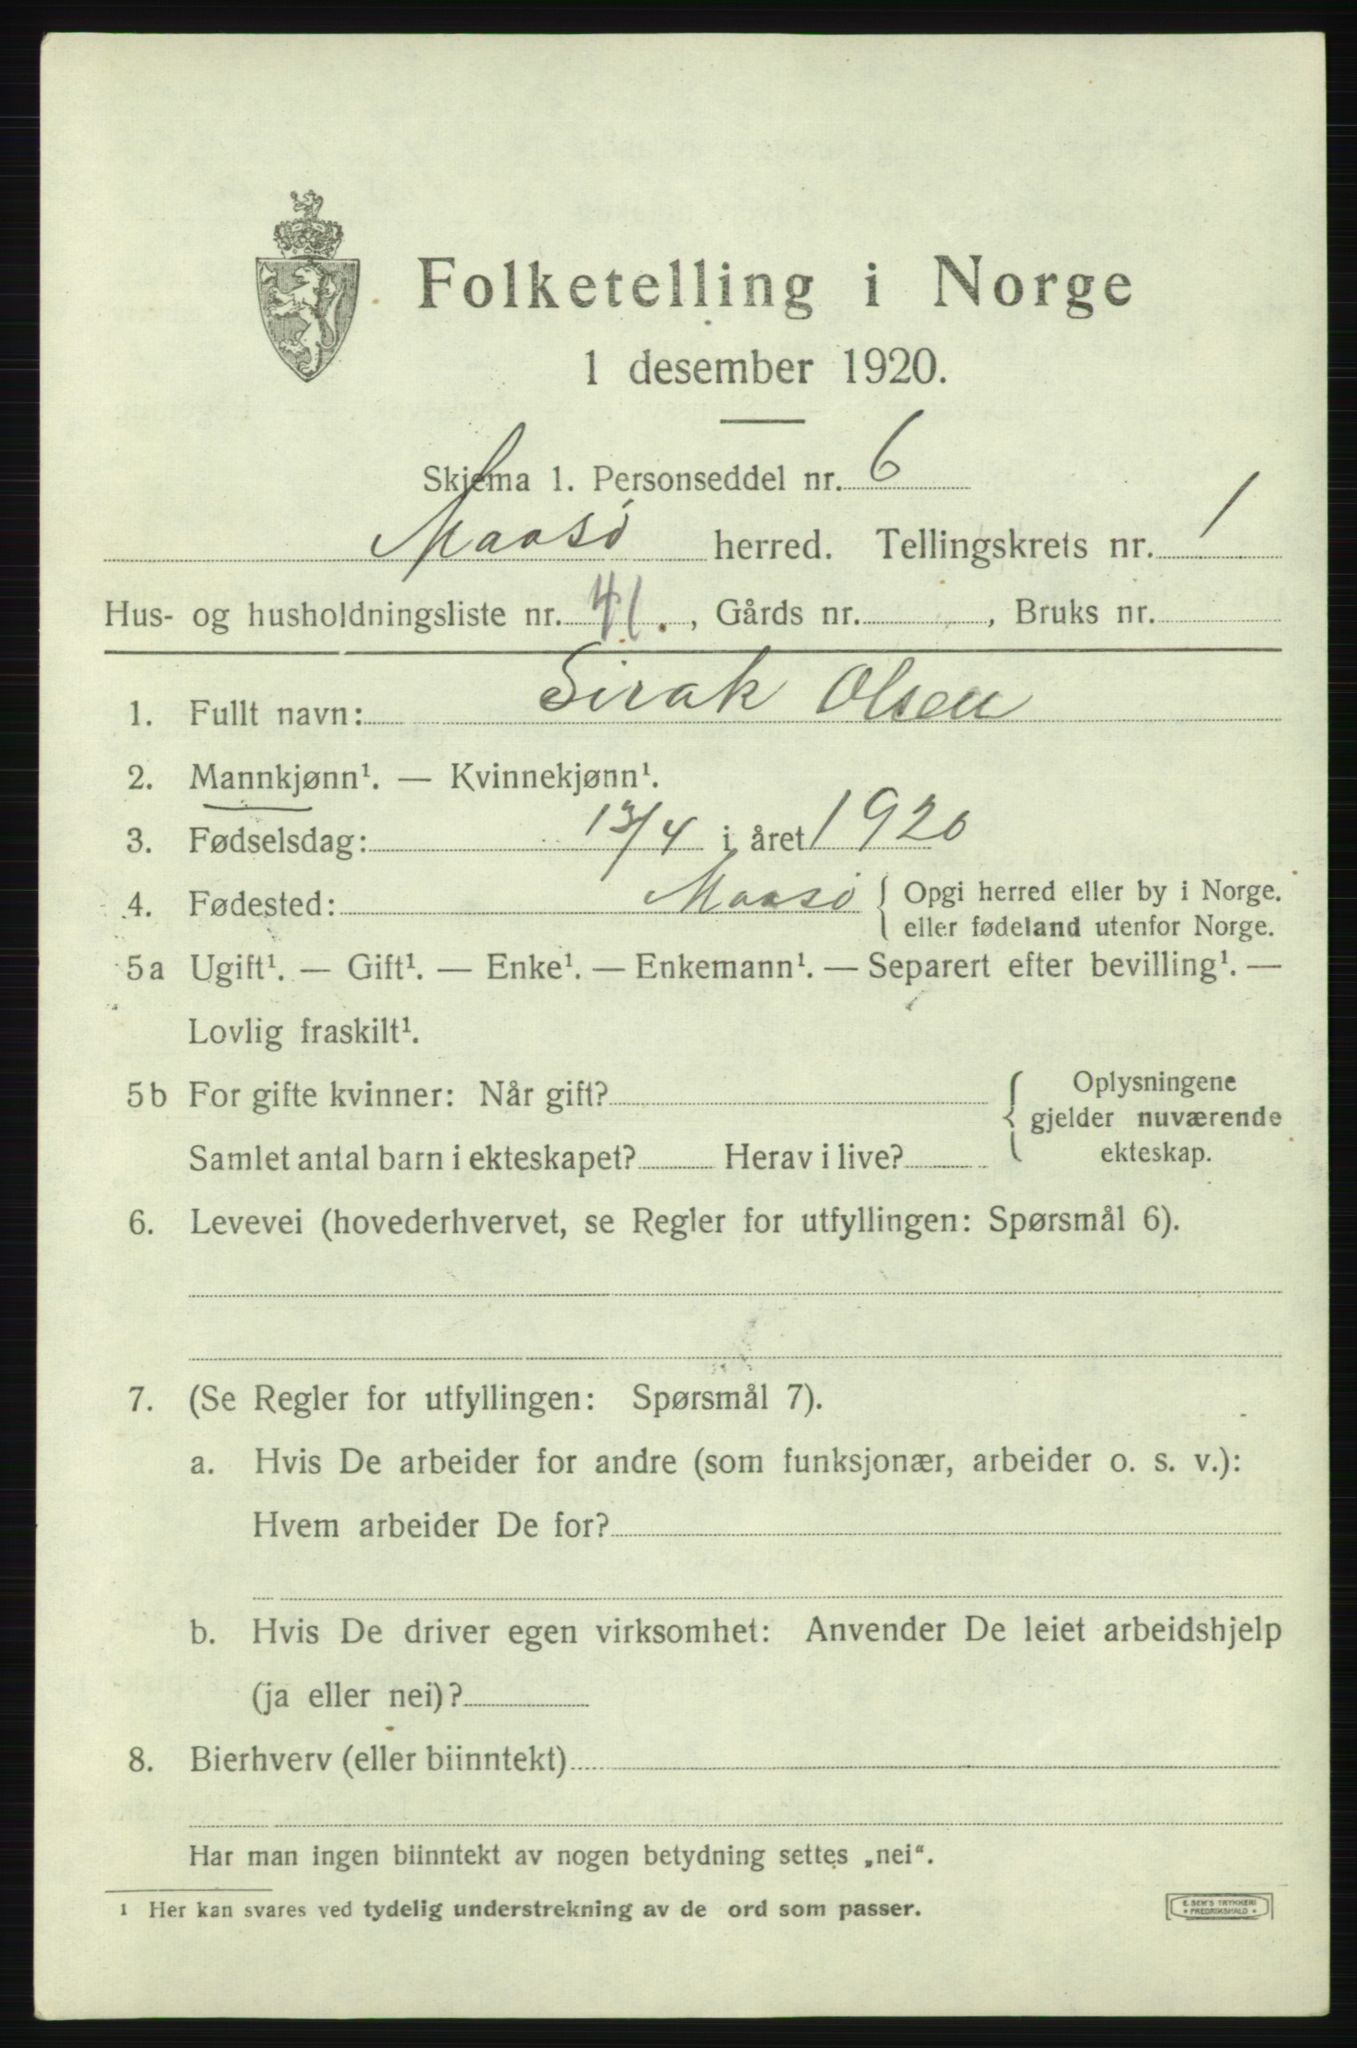 Folketelling i Norge
1 desember 1920.
Skjema 1. Personseddel nr. 6
Maasö herred. Tellingskrets nr. 1
Hus- og husholdningsliste nr. 41., Gårds nr. , Bruks nr.
1. Fullt navn: Sirak Olsen
2. Mannkjønn¹. — Kvinnekjønn¹.
3. Fødselsdag: 13/4 i året 1920
4. Fødested: Maasö { Opgi herred eller by i Norge.
eller fødeland utenfor Norge.
5a Ugift¹. — Gift¹. — Enke¹. — Enkemann¹. — Separert efter bevilling¹. —
Lovlig fraskilt¹.
5b For gifte kvinner: Når gift? { Oplysningene
gjelder nuværende
Samlet antal barn i ekteskapet? Herav i live? ekteskap.
6. Levevei (hovederhvervet, se Regler for utfyllingen: Spørsmål 6).
7. (Se Regler for utfyllingen: Spørsmål 7).
a. Hvis De arbeider for andre (som funksjonær, arbeider o. s. v.):
Hvem arbeider De for?
b. Hvis De driver egen virksomhet: Anvender De leiet arbeidshjelp
(ja eller nei)?
8. Bierhverv (eller biinntekt)
Har man ingen biinntekt av nogen betydning settes „nei“.
1 Her kan svares ved tydelig understrekning av de ord som passer.
E. SEM'S TRYKKERI
* FREDRIKSHALD *